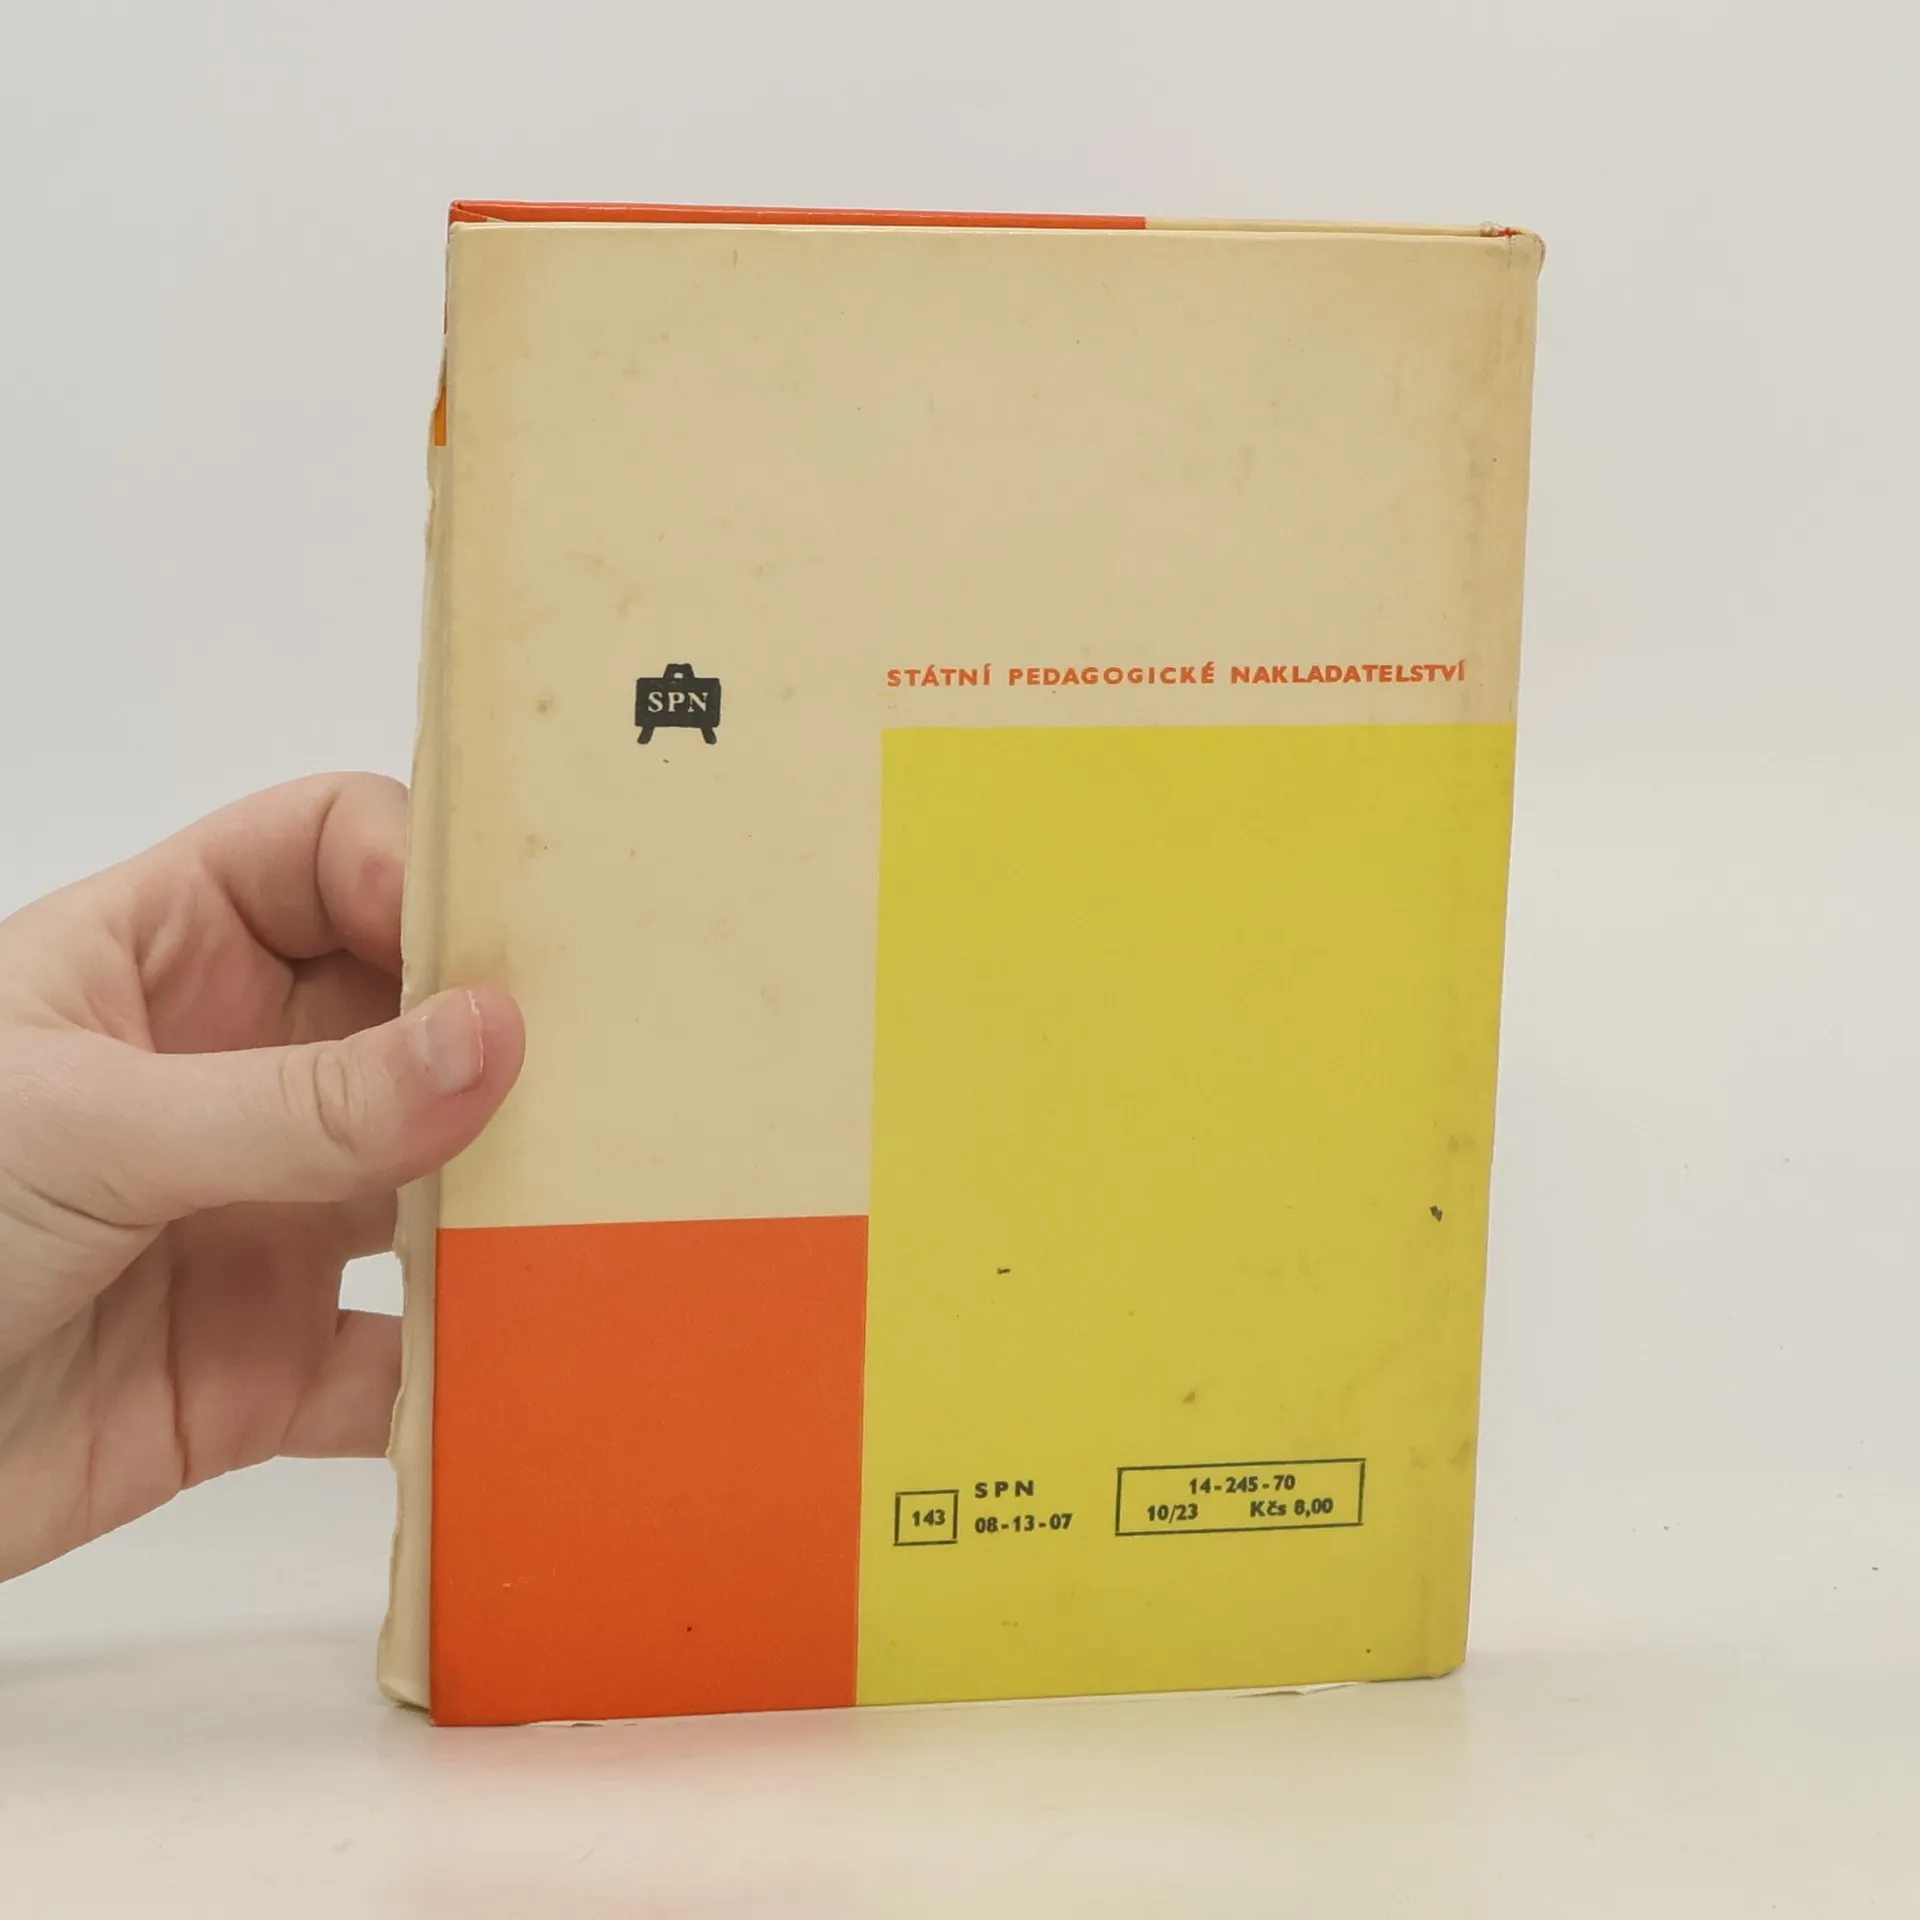 STÁTNÍ PEDAGOGICKÉ NAKLADATELSTVÍ
SPN
143
SPN
08-13-07
14-245-70
10/23 Kčs 8,00